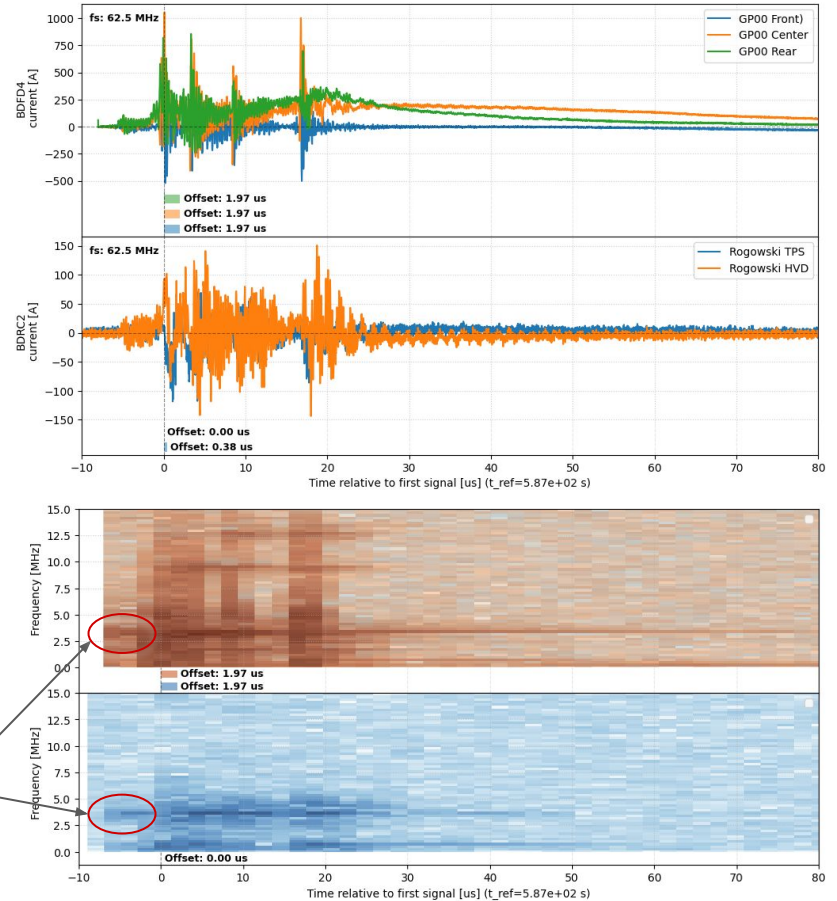 fs: 62.5 MHz
GP00 Front)
GP00 Center
GP00 Rear
BDFD4
current [A]
1000
750
500
250
0
−250
−500
Offset: 1.97 us
Offset: 1.97 us
Offset: 1.97 us
fs: 62.5 MHz
Rogowski TPS
Rogowski HVD
BDRC2
current [A]
150
100
50
0
−50
−100
−150
Offset: 0.00 us
Offset: 0.38 us
−10 0 10 20 30 40 50 60 70 80
Time relative to first signal [us] (t_ref=5.87e+02 s)
Frequency [MHz]
15.0
12.5
10.0
7.5
5.0
2.5
0.0
Offset: 1.97 us
Offset: 1.97 us
Frequency [MHz]
15.0
12.5
10.0
7.5
5.0
2.5
0.0
Offset: 0.00 us
−10 0 10 20 30 40 50 60 70 80
Time relative to first signal [us] (t_ref=5.87e+02 s)